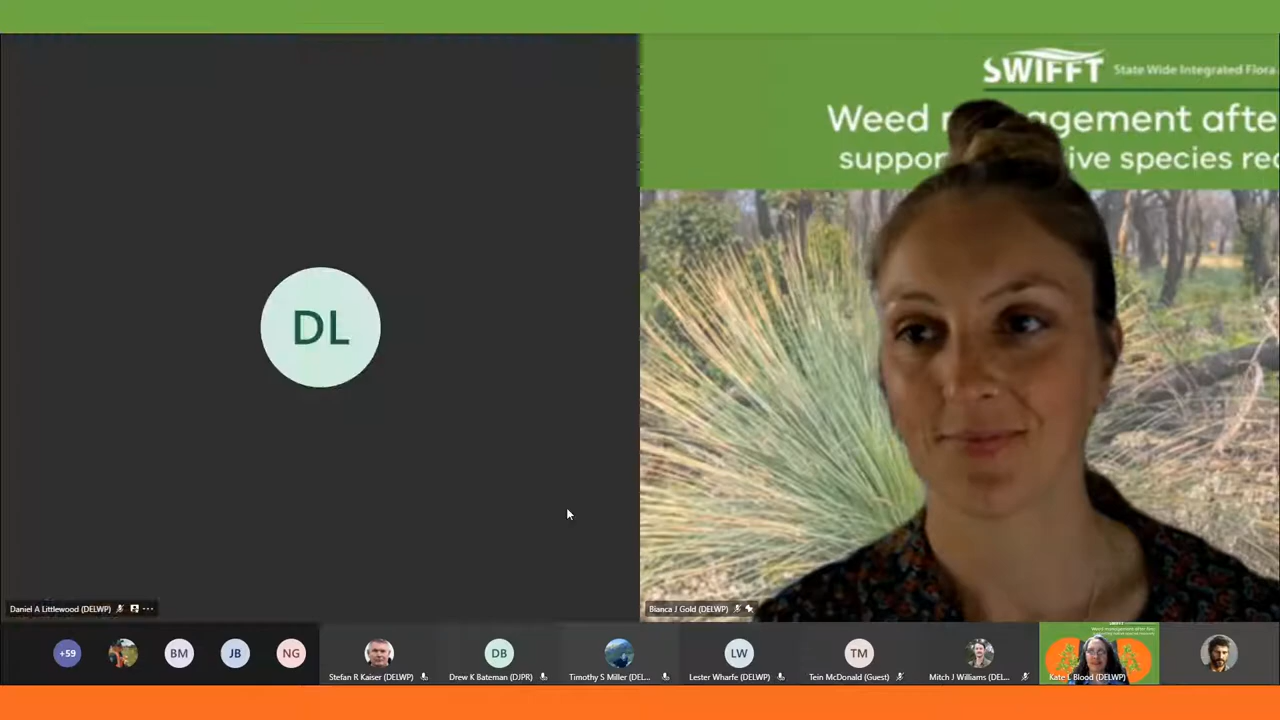 SWIFFT State Wide Integrated Flora
Weed management afte
suppor ive species rec
DL
Daniel A Littlewood (DELWP)
Bianca J Gold (DELWP)
+59
BM
JB
NG
DB
LW
TM
Stefan R Kaiser (DELWP)
Drew K Bateman (DJPR)
Timothy S Miller (DEL...
Lester Wharfe (DELWP)
Tein McDonald (Guest)
Mitch J Williams (DEL...
Kate L Blood (DELWP)